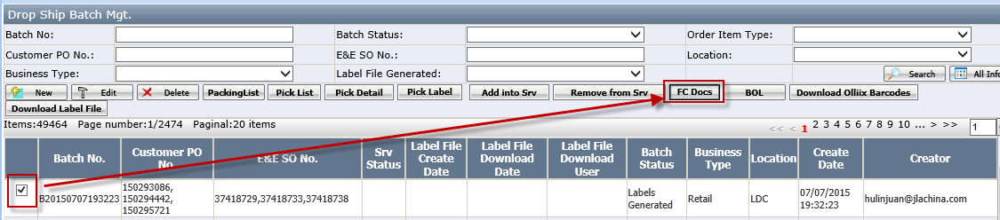 Drop Ship Batch Mgt.
Batch No: Batch Status: Order Item Type:
Customer PO No.: E&E SO No.: Location:
Business Type: Label File Generated: Search All Info
New Edit Delete PackingList Pick List Pick Detail Pick Label Add into Srv Remove from Srv FC Docs BOL Download Olliix Barcodes
Download Label File
Items:49464 Page number:1/2474 Paginal:20 items << < 1 2 3 4 5 6 7 8 9 10 ... > >> 1
Batch No. Customer PO No. E&E SO No. Srv Status Label File Create Date Label File Download Date Label File Download User Batch Status Business Type Location Create Date Creator
B20150707193223 150293086, 150294442, 150295721 37418729,37418733,37418738 Labels Generated Retail LDC 07/07/2015 19:32:23 hulinjuan@jlachina.com